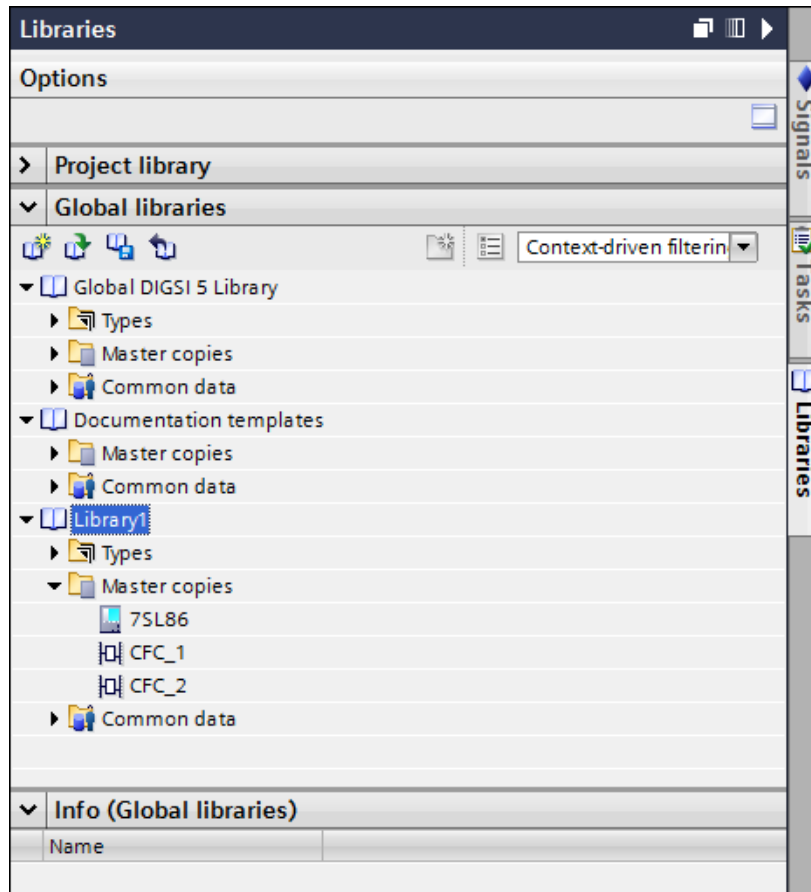 Libraries
Options
Project library
Global libraries
Context-driven filterin
Global DIGSI 5 Library
Types
Master copies
Common data
Documentation templates
Master copies
Common data
Library1
Types
Master copies
7SL86
CFC_1
CFC_2
Common data
Info (Global libraries)
Name
Signals
Tasks
Libraries